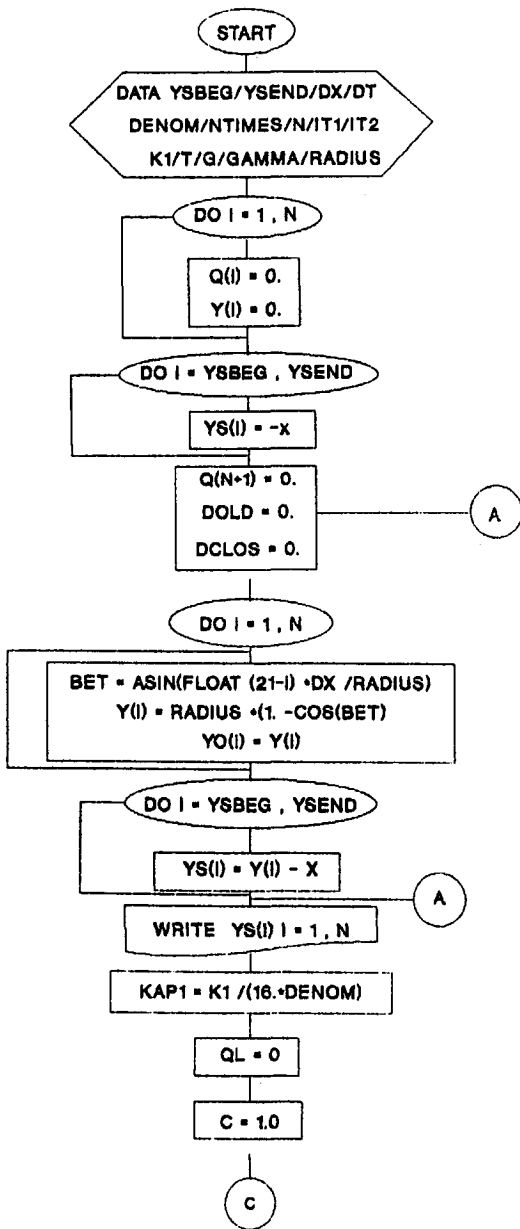 START
DATA YSBEG/YSEND/DX/DT
DENOM/NTIMES/N/IT1/IT2
K1/T/G/GAMMA/RADIUS
DO I = 1 , N
Q(I) = 0.
Y(I) = 0.
DO I = YSBEG , YSEND
YS(I) = -X
Q(N+1) = 0.
DOLD = 0.
DCLOS = 0.
A
DO I = 1 , N
BET = ASIN(FLOAT (21-I) *DX /RADIUS)
Y(I) = RADIUS *(1. -COS(BET)
YO(I) = Y(I)
DO I = YSBEG , YSEND
YS(I) = Y(I) - X
A
WRITE YS(I) I = 1 , N
KAP1 = K1 /(16.*DENOM)
QL = 0
C = 1.0
C